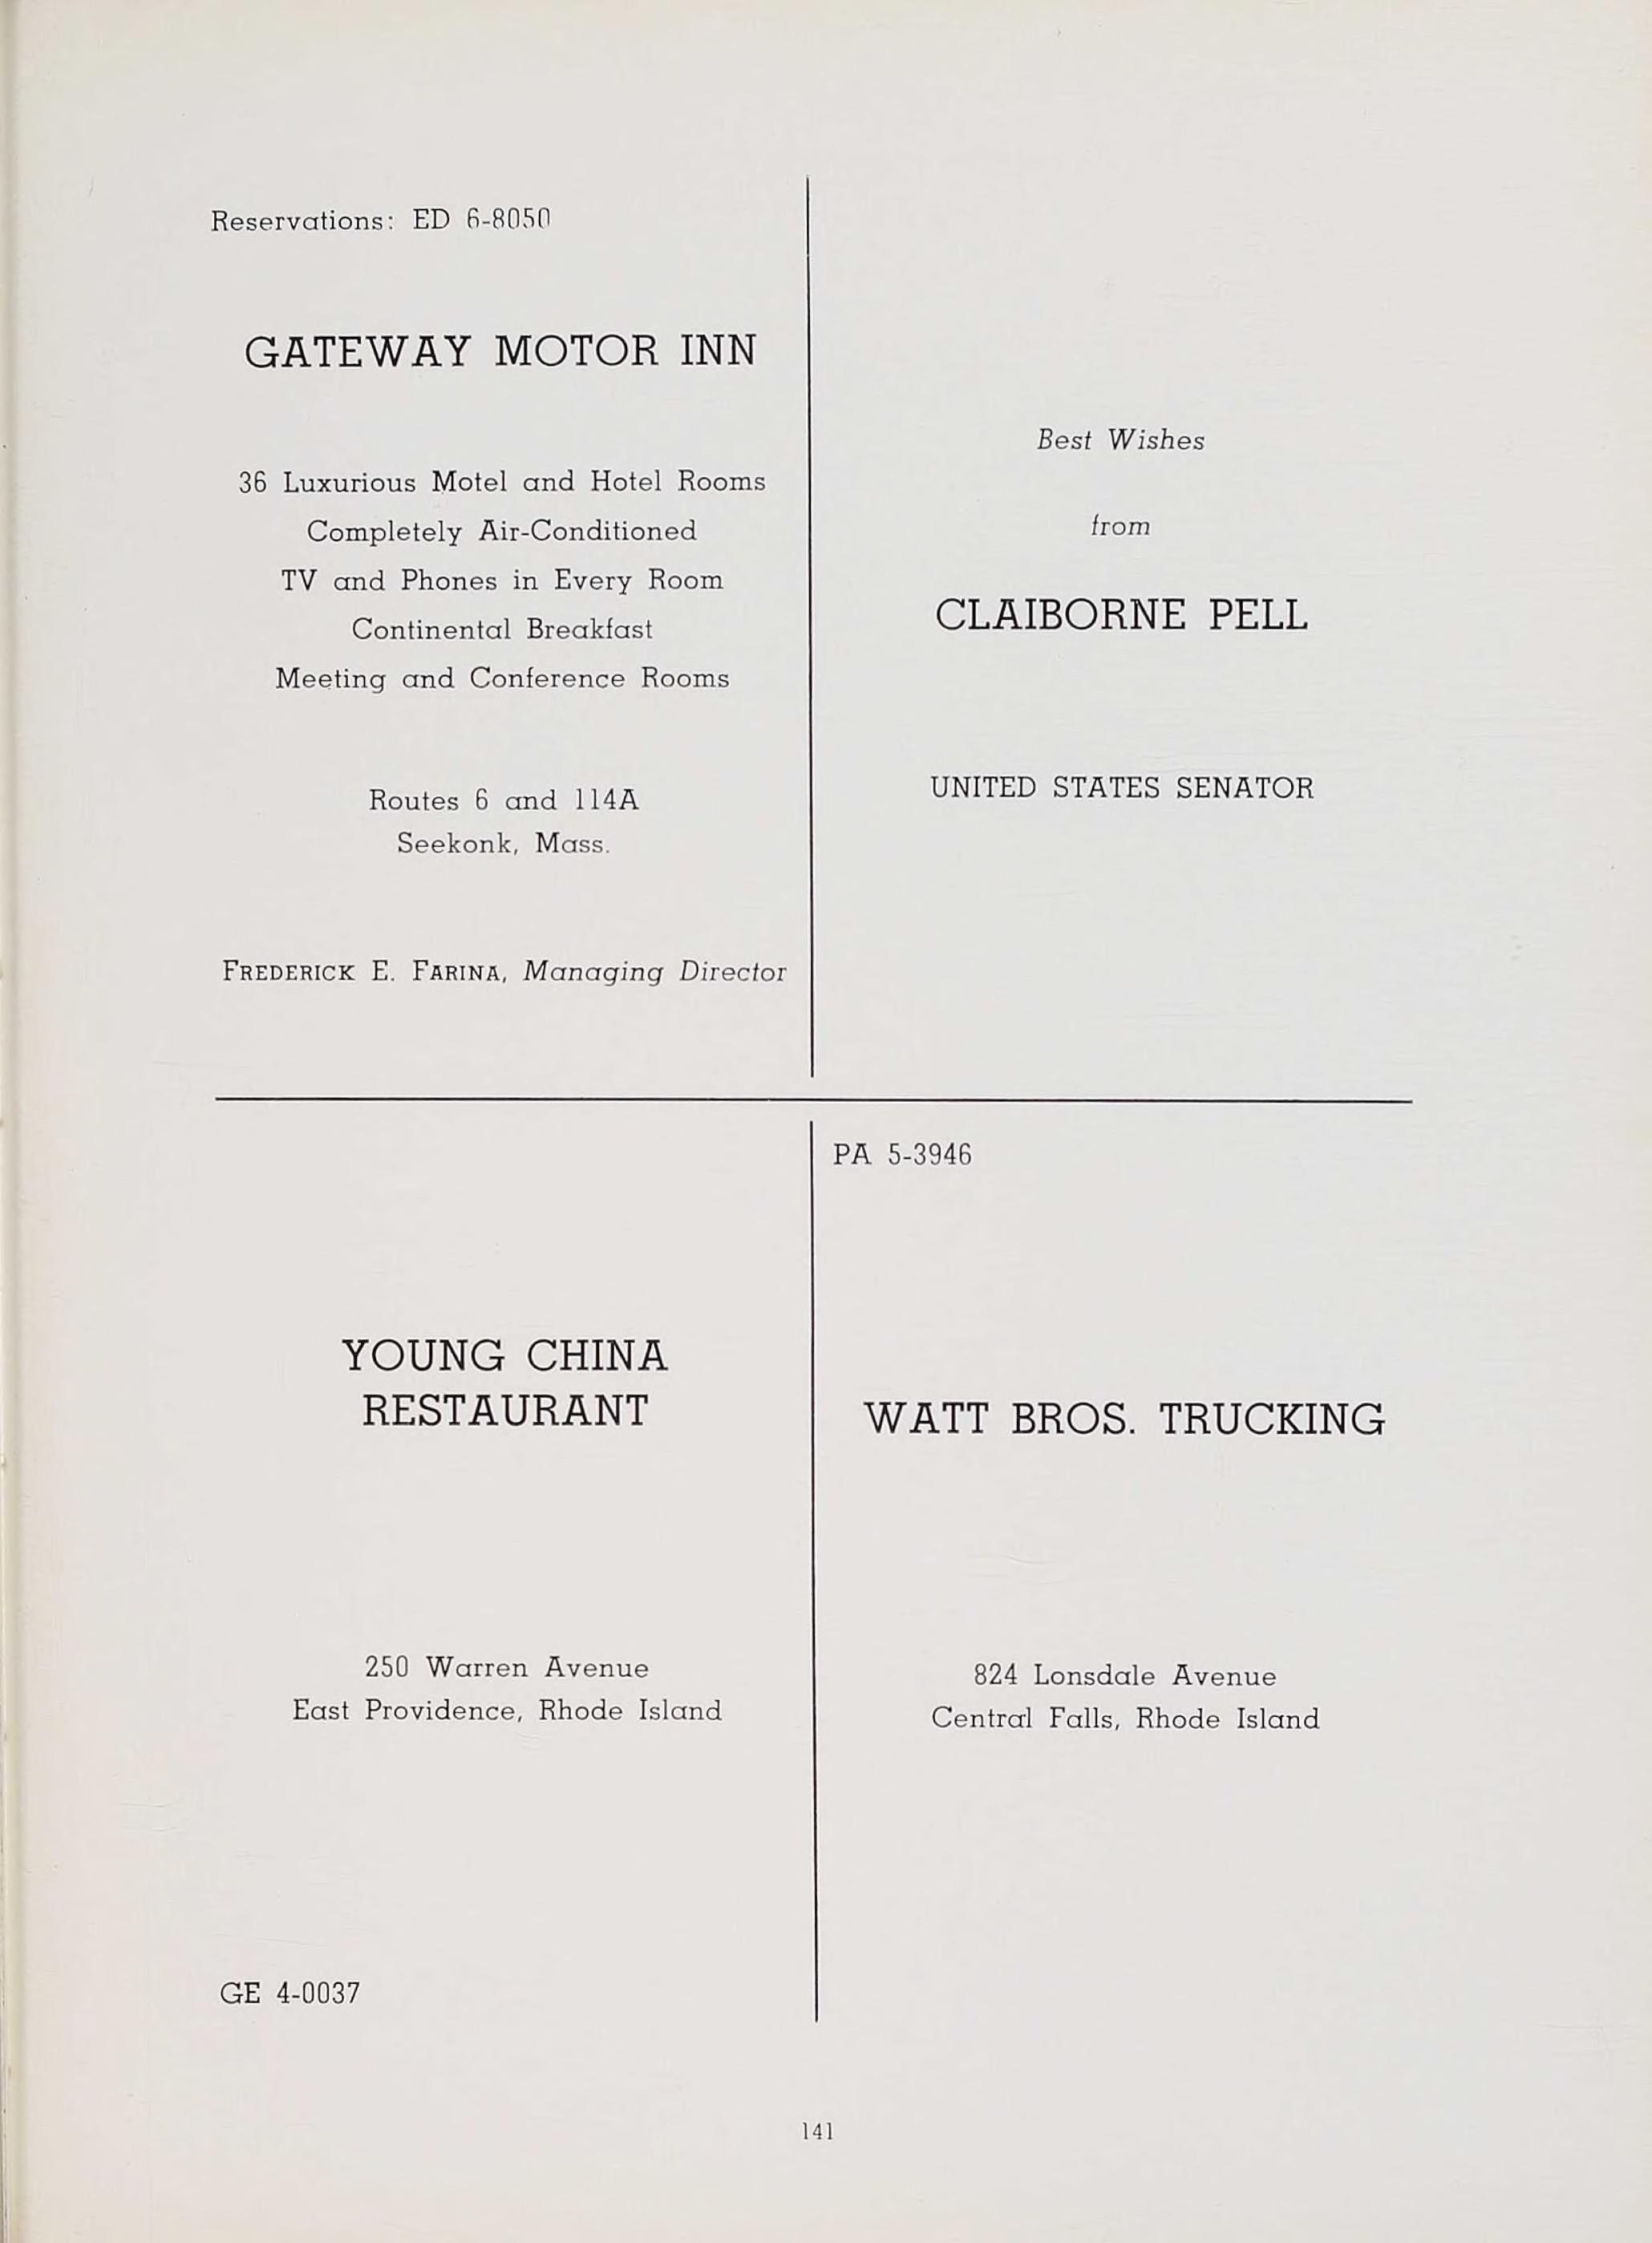 Reservations: ED 6-8050
GATEWAY MOTOR INN
36 Luxurious Motel and Hotel Rooms
Completely Air-Conditioned
TV and Phones in Every Room
Continental Breakfast
Meeting and Conference Rooms
Routes 6 and 114A
Seekonk, Mass.
FREDERICK E. FARINA, Managing Director
Best Wishes
from
CLAIBORNE PELL
UNITED STATES SENATOR
YOUNG CHINA
RESTAURANT
250 Warren Avenue
East Providence, Rhode Island
GE 4-0037
PA 5-3946
WATT BROS. TRUCKING
824 Lonsdale Avenue
Central Falls, Rhode Island
141